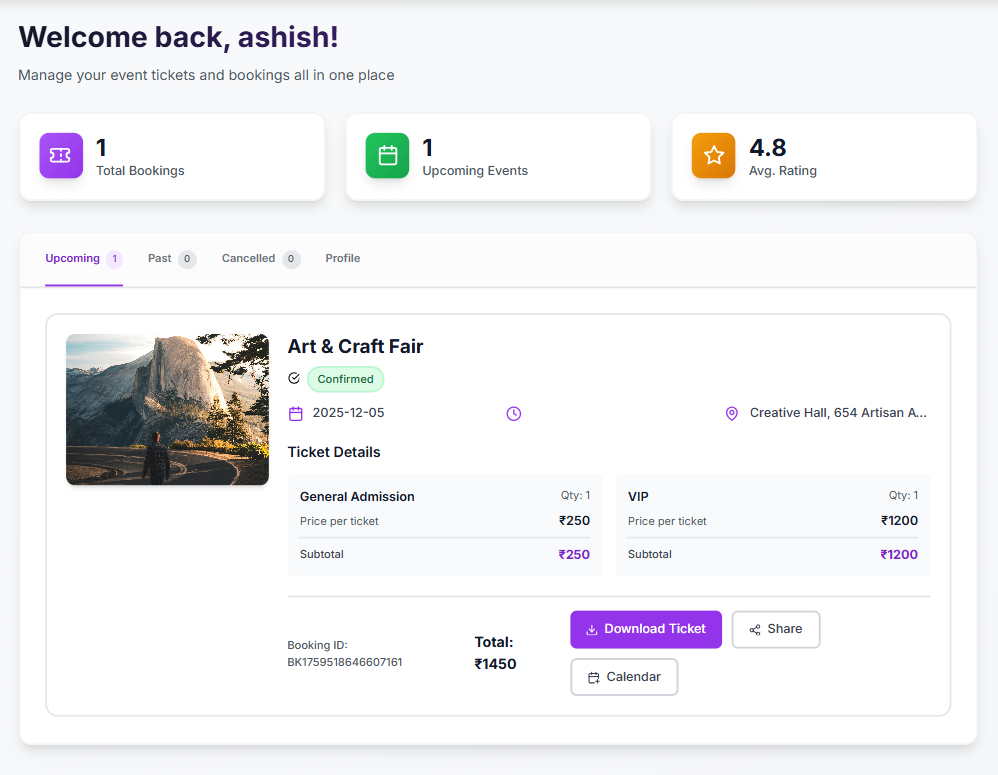 Welcome back, ashish!
Manage your event tickets and bookings all in one place
1
Total Bookings
1
Upcoming Events
4.8
Avg. Rating
Upcoming 1 Past 0 Cancelled 0 Profile
Art & Craft Fair
Confirmed
2025-12-05 Creative Hall, 654 Artisan A...
Ticket Details
General Admission Qty: 1
Price per ticket ₹250
Subtotal ₹250
VIP Qty: 1
Price per ticket ₹1200
Subtotal ₹1200
Booking ID:
BK1759518646607161
Total:
₹1450
Download Ticket Share
Calendar